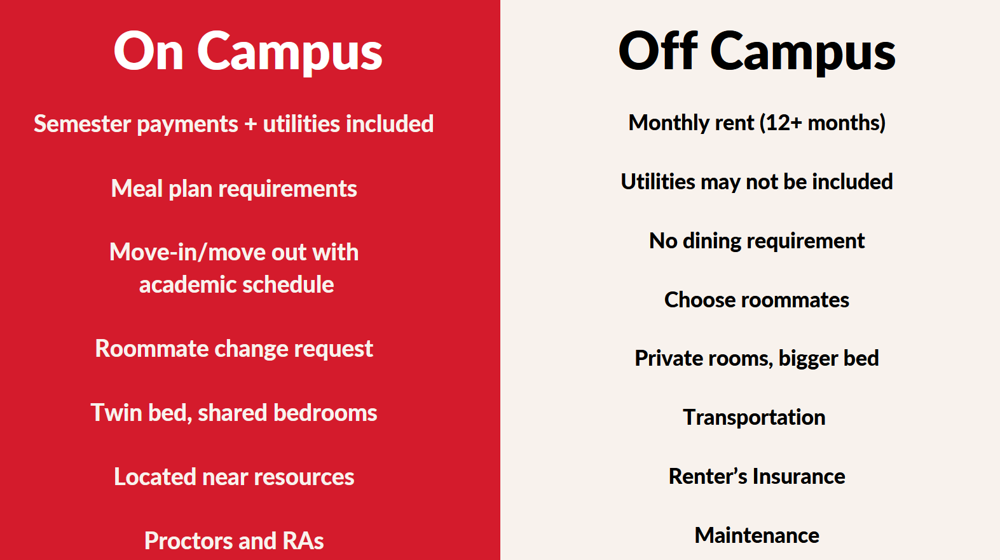 On Campus
Semester payments + utilities included
Meal plan requirements
Move-in/move out with
academic schedule
Roommate change request
Twin bed, shared bedrooms
Located near resources
Proctors and RAs
Off Campus
Monthly rent (12+ months)
Utilities may not be included
No dining requirement
Choose roommates
Private rooms, bigger bed
Transportation
Renter’s Insurance
Maintenance